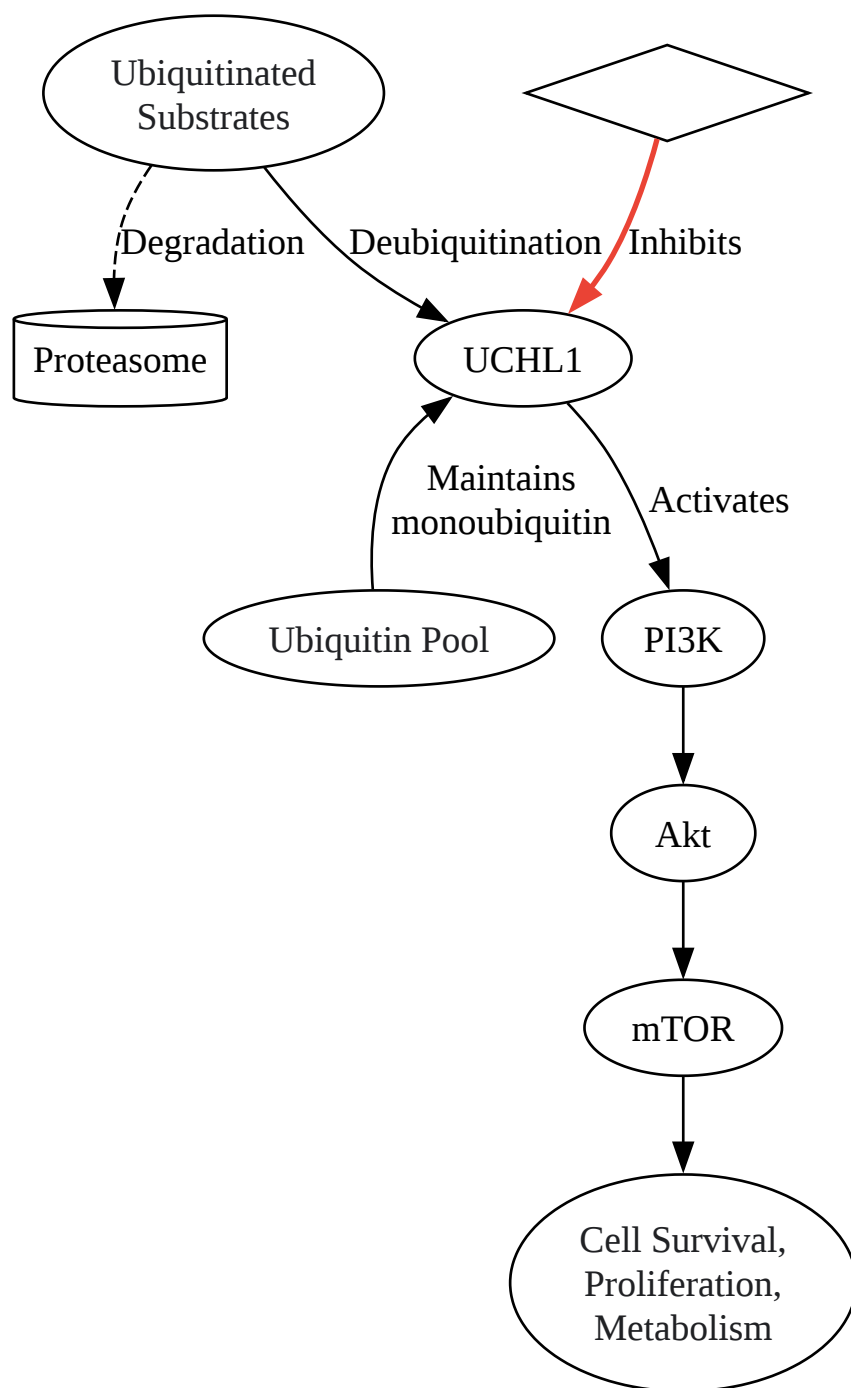 Ubiquitinated
Substrates
Degradation
Deubiquitination
Inhibits
Proteasome
UCHL1
Maintains
monoubiquitin
Activates
Ubiquitin Pool
PI3K
Akt
mTOR
Cell Survival,
Proliferation,
Metabolism